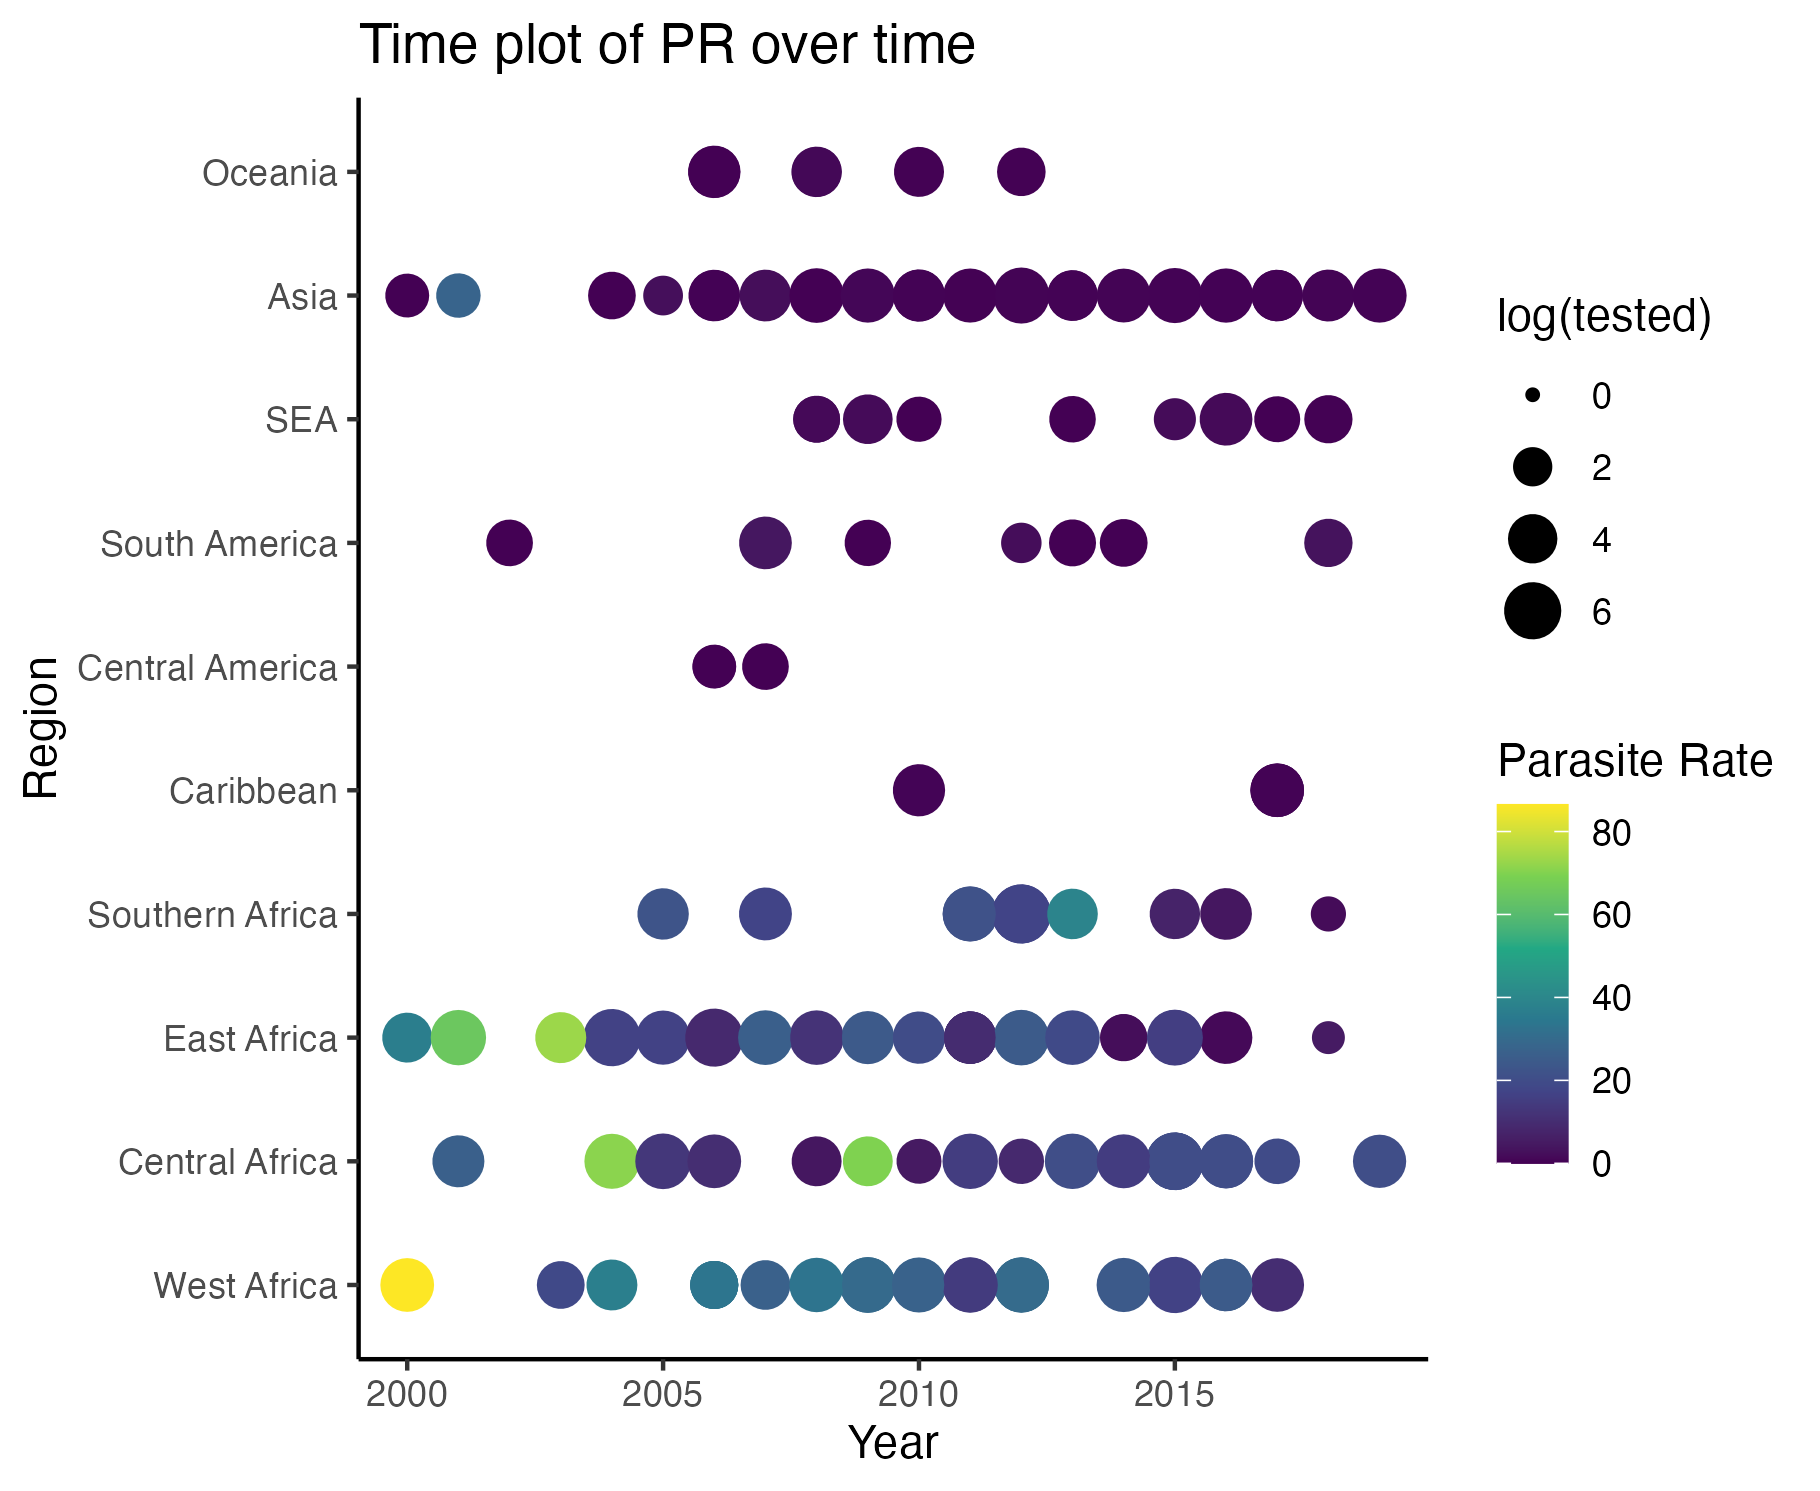 Time plot of PR over time
Oceania
Asia
SEA
South America
Central America
Caribbean
Southern Africa
East Africa
Central Africa
West Africa
Region
2000 2005 2010 2015
Year
log(tested)
0
2
4
6
Parasite Rate
80
60
40
20
0